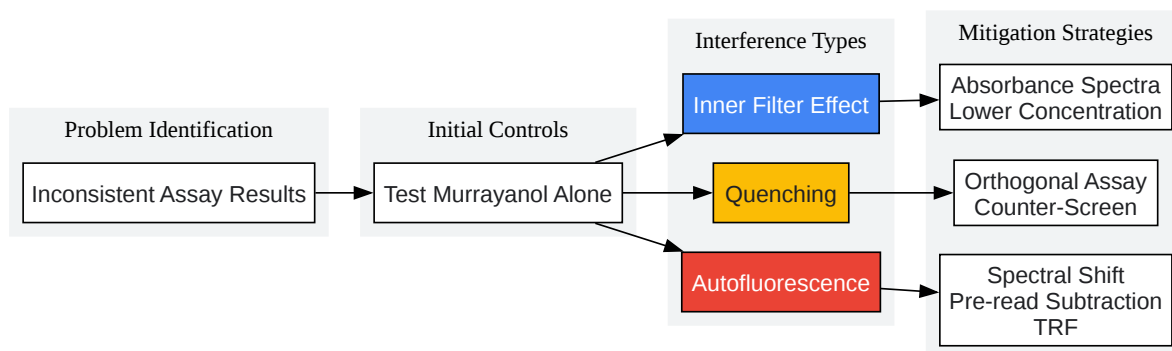 Problem Identification
Inconsistent Assay Results
Initial Controls
Test Murrayanol Alone
Interference Types
Inner Filter Effect
Quenching
Autofluorescence
Mitigation Strategies
Absorbance Spectra
Lower Concentration
Orthogonal Assay
Counter-Screen
Spectral Shift
Pre-read Subtraction
TRF